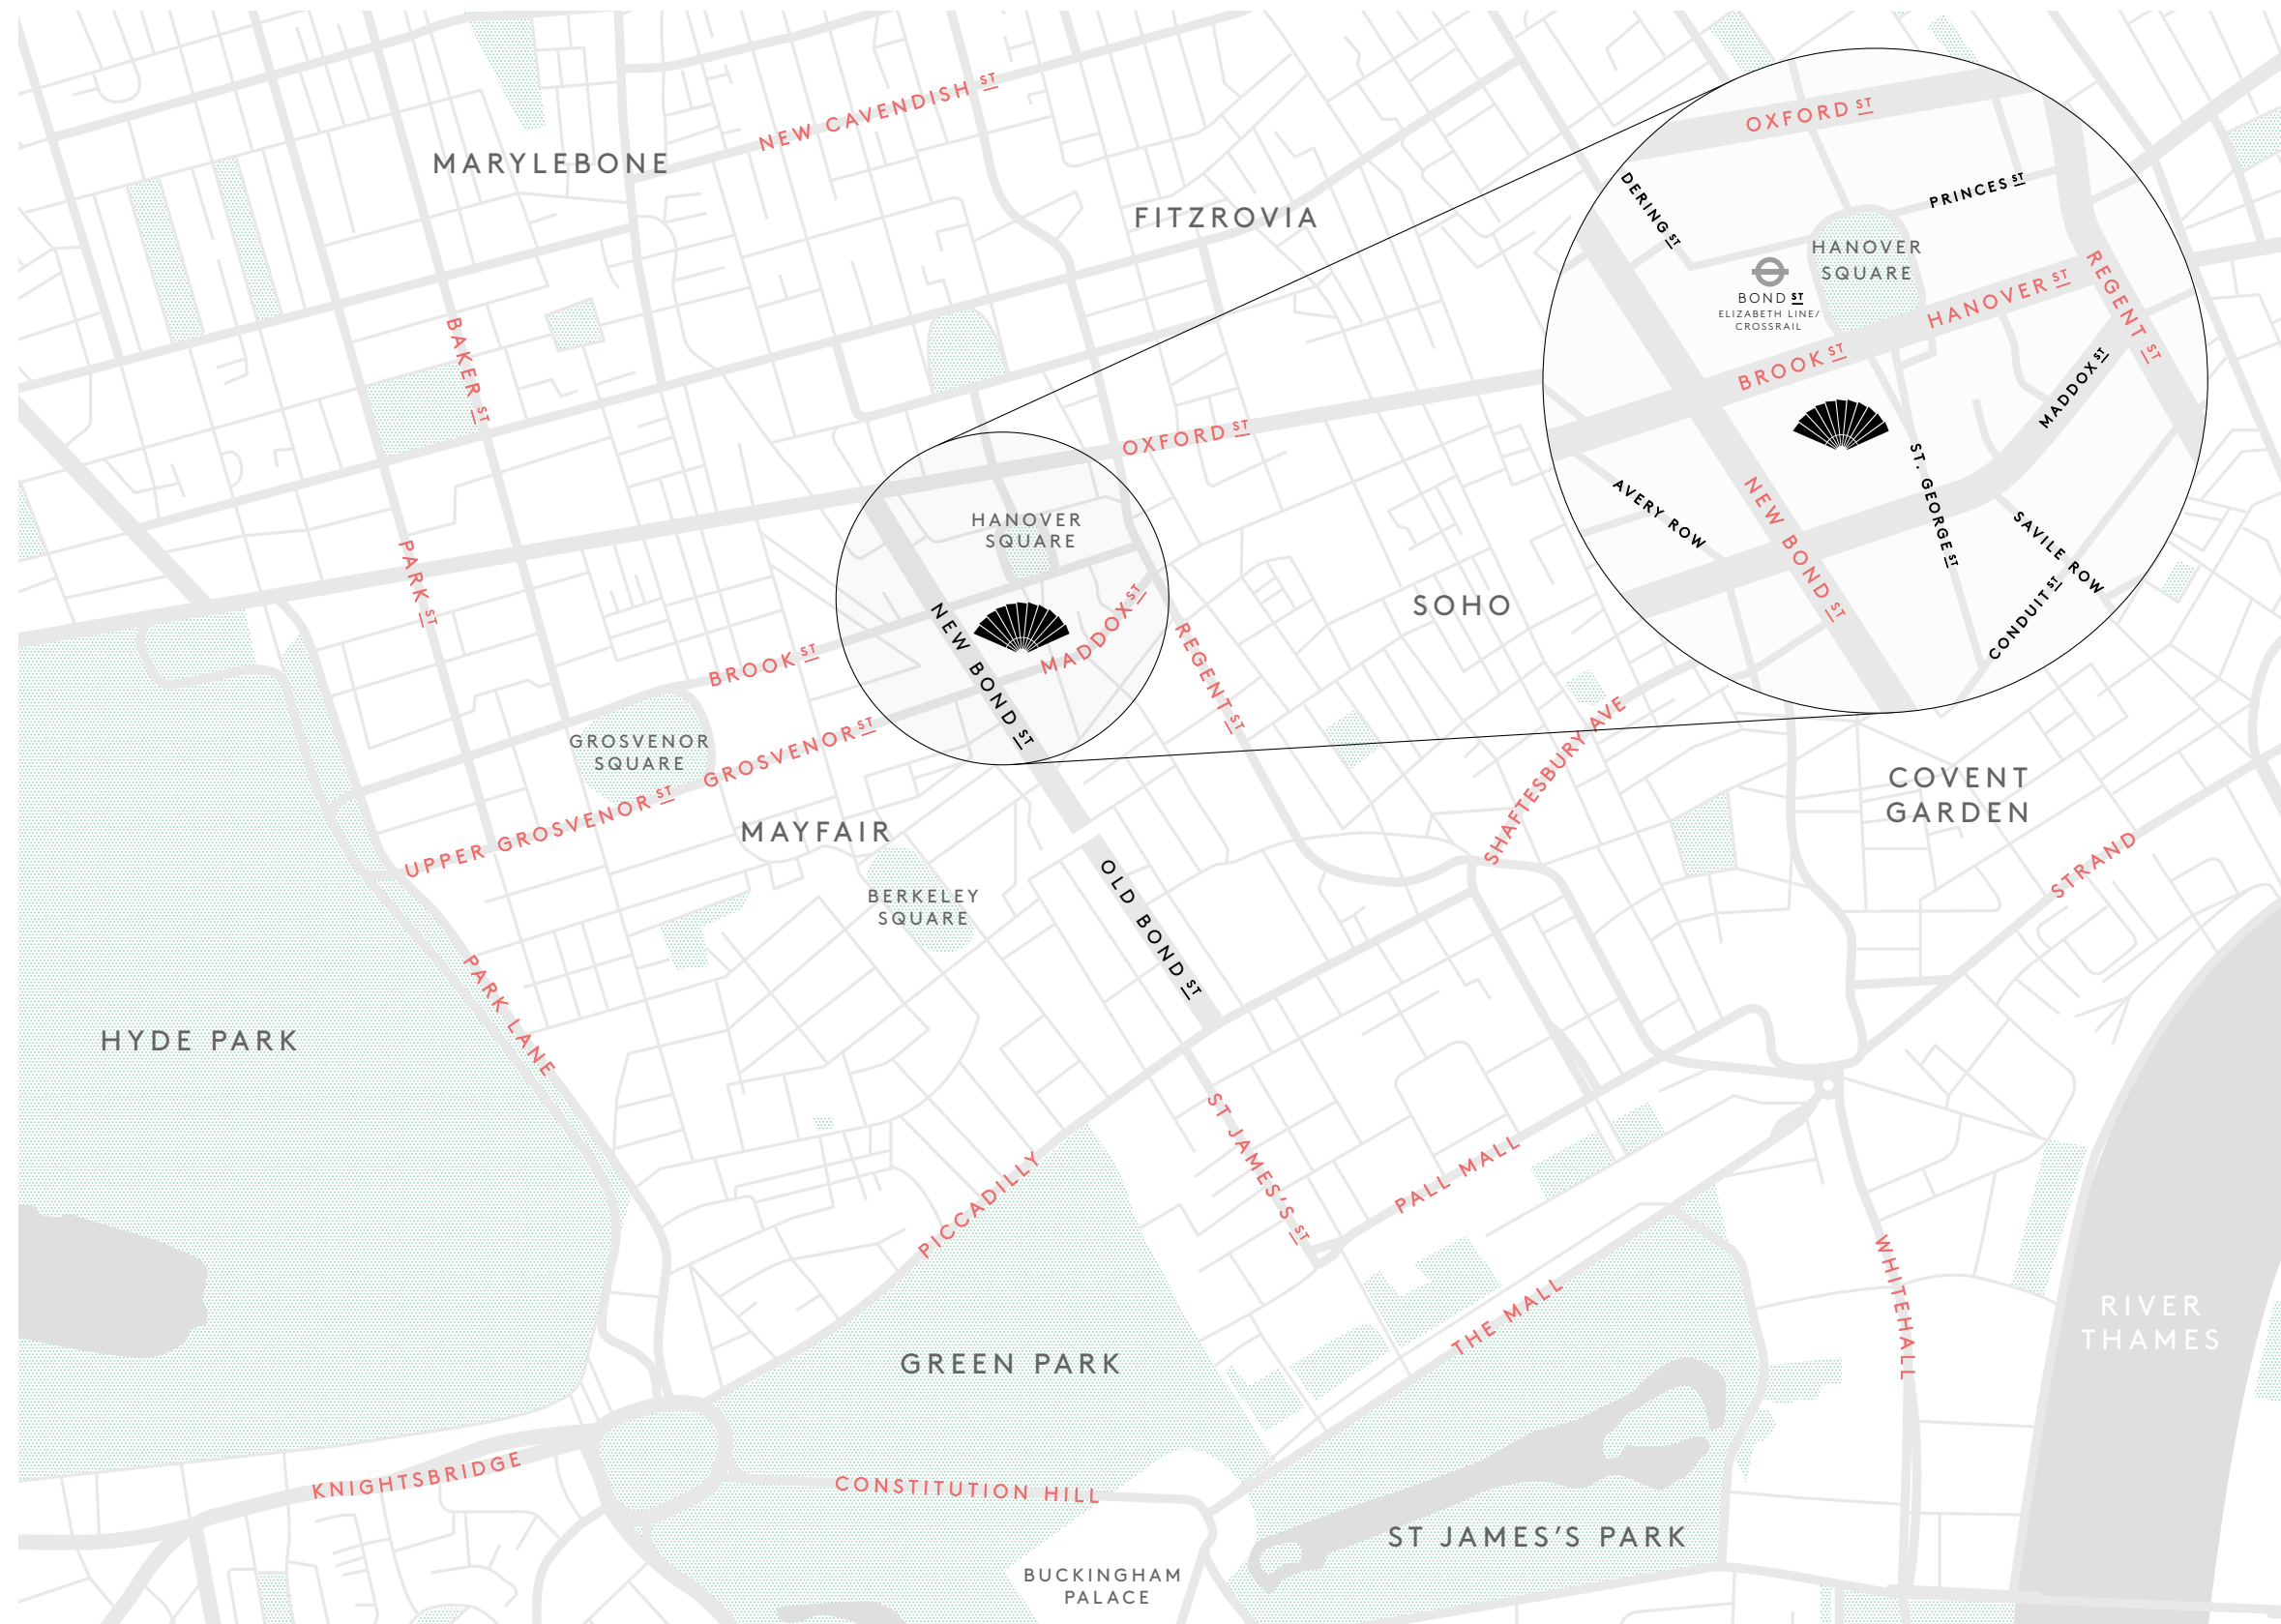 NEW CAVENDISH ST
MARYLEBONE
FITZROVIA
OXFORD ST
DERING ST
PRINCES ST
HANOVER
SQUARE
BOND ST
ELIZABETH LINE/
CROSSRAIL
HANOVER ST
REGENT ST
BROOK ST
MADDOX ST
ST. GEORGE ST
AVERY ROW
NEW BOND ST
SAVILE ROW
CONDUIT ST
BAKER ST
OXFORD ST
PARK ST
HANOVER
SQUARE
NEW BOND ST
MADDOX ST
BROOK ST
REGENT ST
SOHO
GROSVENOR
SQUARE
GROSVENOR ST
UPPER GROSVENOR ST
MAYFAIR
SHAFTESBURY AVE
COVENT
GARDEN
STRAND
BERKELEY
SQUARE
OLD BOND ST
PARK LANE
HYDE PARK
ST JAMES'S ST
PICCADILLY
PALL MALL
THE MALL
WHITEHALL
RIVER
THAMES
GREEN PARK
KNIGHTSBRIDGE
CONSTITUTION HILL
ST JAMES'S PARK
BUCKINGHAM
PALACE